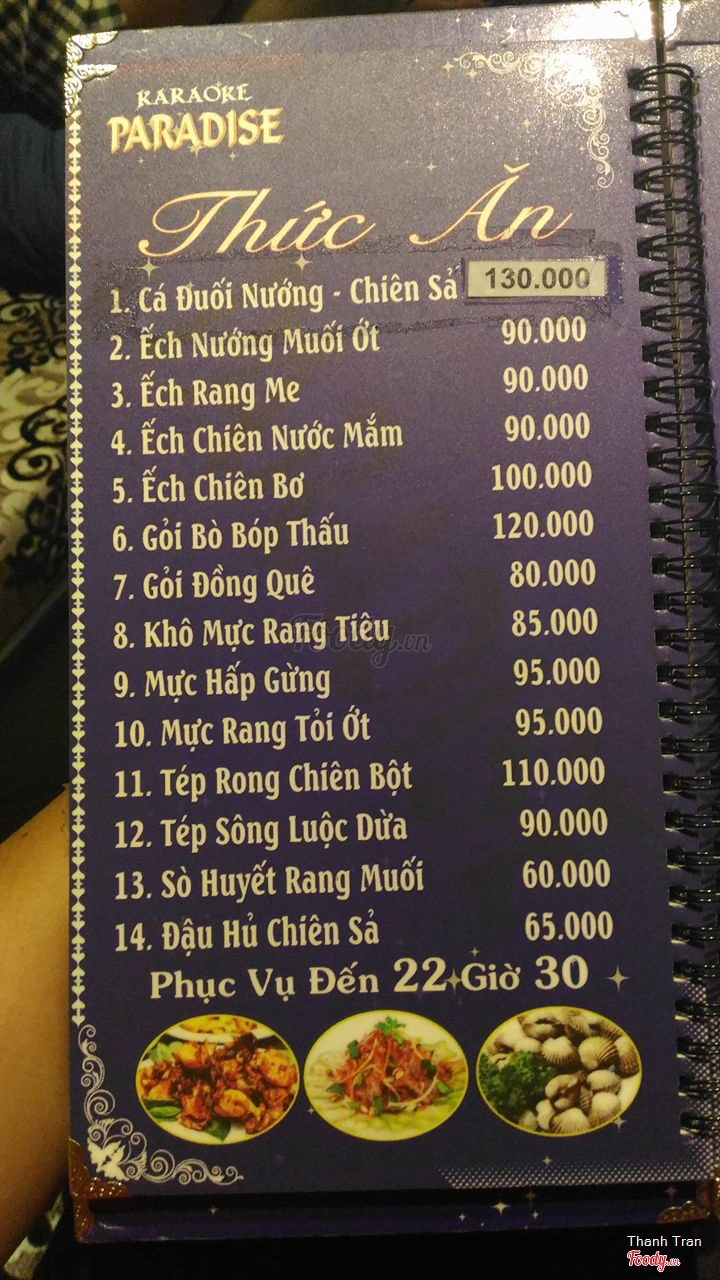 KARAOKE
PARADISE
Thức Ăn
1. Cá Đuối Nướng - Chiên Sả 130.000
2. Ếch Nướng Muối Ớt 90.000
3. Ếch Rang Me 90.000
4. Ếch Chiên Nước Mắm 90.000
5. Ếch Chiên Bơ 100.000
6. Gỏi Bò Bóp Thấu 120.000
7. Gỏi Đồng Quê 80.000
8. Khô Mực Rang Tiêu 85.000
Foody.vn
9. Mực Hấp Gừng 95.000
10. Mực Rang Tỏi Ớt 95.000
11. Tép Rong Chiên Bột 110.000
12. Tép Sông Luộc Dừa 90.000
13. Sò Huyết Rang Muối 60.000
14. Đậu Hủ Chiên Sả 65.000
Phục Vụ Đến 22 Giờ 30
Thanh Tran
Foody.vn